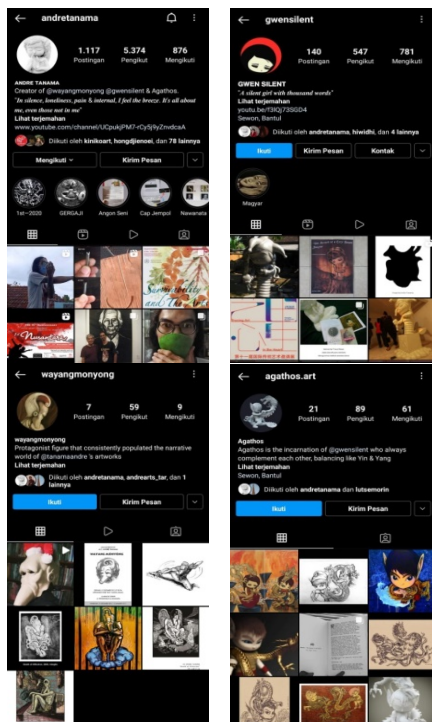 andretanama
1.117 5.374 876
Postingan Pengikut Mengikuti
ANDRE TANAMA
Creator of @wayangmonyong @gwensilent & Agathos.
"In silence, loneliness, pain & internal, I feel the breeze. It's all about
me, even those not in me"
Lihat terjemahan
www.youtube.com/channel/UCpukjPM7-rCy5j9yZnvdcaA
Diikuti oleh kinikoart, hongdjienoei, dan 78 lainnya
Mengikuti Kirim Pesan
1st-2020 GERGAJI Angon Seni Cap Jempol Nawanata
gwensilent
140 547 781
Postingan Pengikut Mengikuti
GWEN SILENT
"A silent girl with thousand words"
Lihat terjemahan
youtu.be/f3IQj73SGD4
Sewon, Bantul
Diikuti oleh andretanama, hiwidhi, dan 4 lainnya
Ikuti Kirim Pesan Kontak
Magyar
wayangmonyong
7 59 9
Postingan Pengikut Mengikuti
wayangmonyong
Protagonist figure that consistently populated the narrative
world of @tanamaandre 's artworks
Lihat terjemahan
Diikuti oleh andretanama, andrearts_tar, dan 1
lainnya
Ikuti Kirim Pesan
agathos.art
21 89 61
Postingan Pengikut Mengikuti
Agathos
Agathos is the incarnation of @gwensilent who always
complement each other, balancing like Yin & Yang
Lihat terjemahan
Sewon, Bantul
Diikuti oleh andretanama dan lutsemorin
Ikuti Kirim Pesan